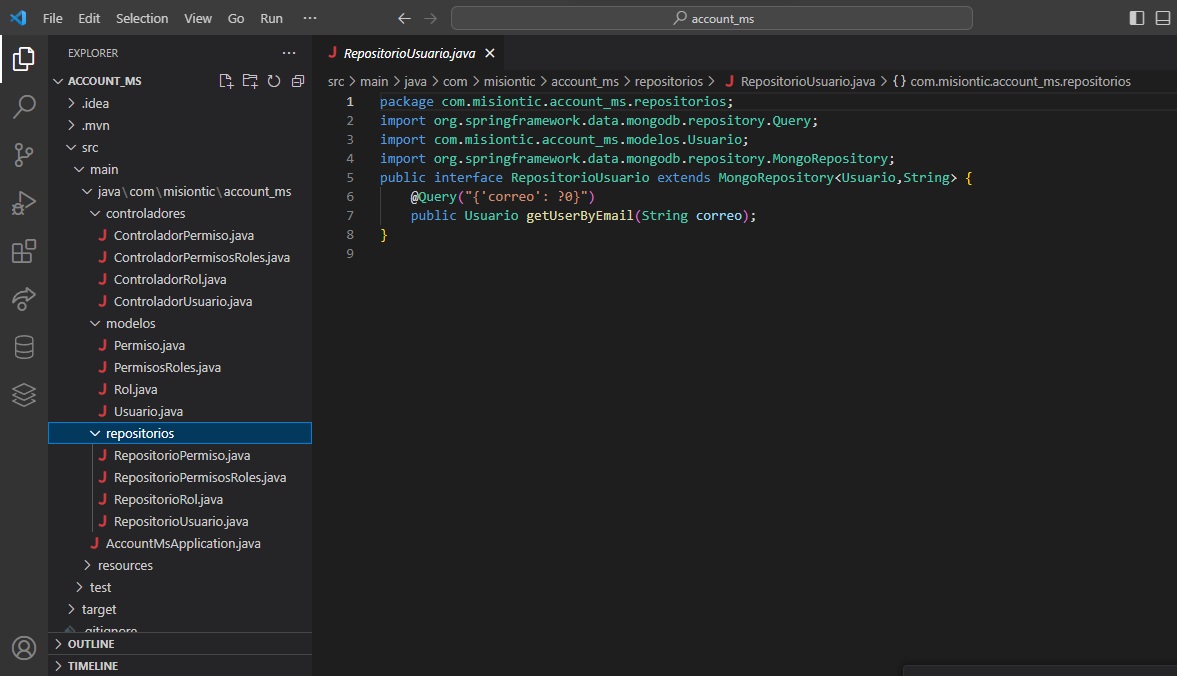 File Edit Selection View Go Run ··· account_ms
EXPLORER ···
ACCOUNT_MS
.idea
.mvn
src
main
java\com\misiontic\account_ms
controladores
ControladorPermiso.java
ControladorPermisosRoles.java
ControladorRol.java
ControladorUsuario.java
modelos
Permiso.java
PermisosRoles.java
Rol.java
Usuario.java
repositorios
RepositorioPermiso.java
RepositorioPermisosRoles.java
RepositorioRol.java
RepositorioUsuario.java
AccountMsApplication.java
resources
test
target
.gitignore
OUTLINE
TIMELINE
J RepositorioUsuario.java ×
src > main > java > com > misiontic > account_ms > repositorios > J RepositorioUsuario.java > {} com.misiontic.account_ms.repositorios
1 package com.misiontic.account_ms.repositorios;
2 import org.springframework.data.mongodb.repository.Query;
3 import com.misiontic.account_ms.modelos.Usuario;
4 import org.springframework.data.mongodb.repository.MongoRepository;
5 public interface RepositorioUsuario extends MongoRepository<Usuario,String> {
6 @Query("{'correo': ?0}")
7 public Usuario getUserByEmail(String correo);
8 }
9